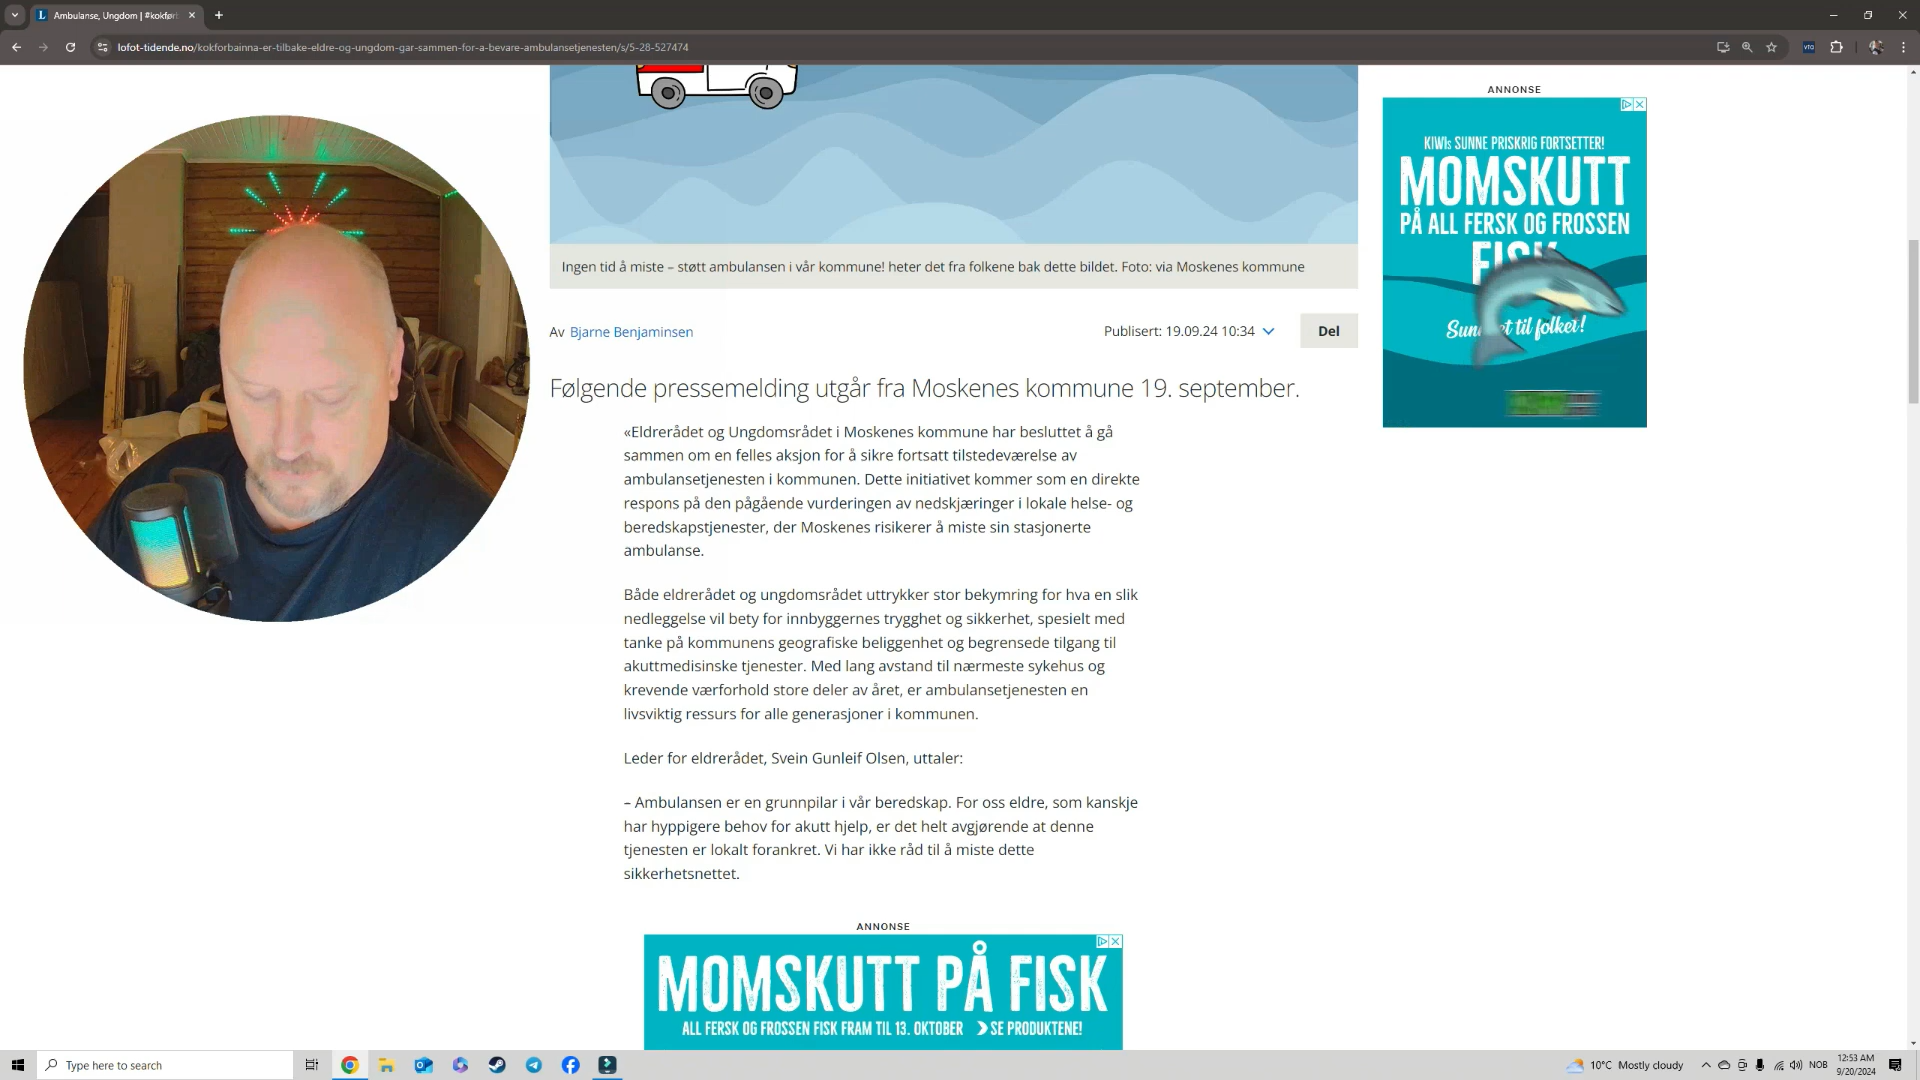 Ambulanse, Ungdom | #kokfor
lofot-tidende.no/kokforbainna-er-tilbake-eldre-og-ungdom-gar-sammen-for-a-bevare-ambulansetjenesten/s/5-28-527474
ANNONSE
KIWIs SUNNE PRISKRIG FORTSETTER!
MOMSKUTT
PÅ ALL FERSK OG FROSSEN
FISK
til folket!
Ingen tid å miste – støtt ambulansen i vår kommune! heter det fra folkene bak dette bildet. Foto: via Moskenes kommune
Av Bjarne Benjaminsen
Publisert: 19.09.24 10:34
Del
Følgende pressemelding utgår fra Moskenes kommune 19. september.
«Eldrerådet og Ungdomsrådet i Moskenes kommune har besluttet å gå
sammen om en felles aksjon for å sikre fortsatt tilstedeværelse av
ambulansetjenesten i kommunen. Dette initiativet kommer som en direkte
respons på den pågående vurderingen av nedskjæringer i lokale helse- og
beredskapstjenester, der Moskenes risikerer å miste sin stasjonerte
ambulanse.
Både eldrerådet og ungdomsrådet uttrykker stor bekymring for hva en slik
nedleggelse vil bety for innbyggernes trygghet og sikkerhet, spesielt med
tanke på kommunens geografiske beliggenhet og begrensede tilgang til
akuttmedisinske tjenester. Med lang avstand til nærmeste sykehus og
krevende værforhold store deler av året, er ambulansetjenesten en
livsviktig ressurs for alle generasjoner i kommunen.
Leder for eldrerådet, Svein Gunleif Olsen, uttaler:
– Ambulansen er en grunnpilar i vår beredskap. For oss eldre, som kanskje
har hyppigere behov for akutt hjelp, er det helt avgjørende at denne
tjenesten er lokalt forankret. Vi har ikke råd til å miste dette
sikkerhetsnettet.
ANNONSE
MOMSKUTT PÅ FISK
ALL FERSK OG FROSSEN FISK FRAM TIL 13. OKTOBER SE PRODUKTENE!
Type here to search
10°C Mostly cloudy
NOB
12:53 AM
9/20/2024